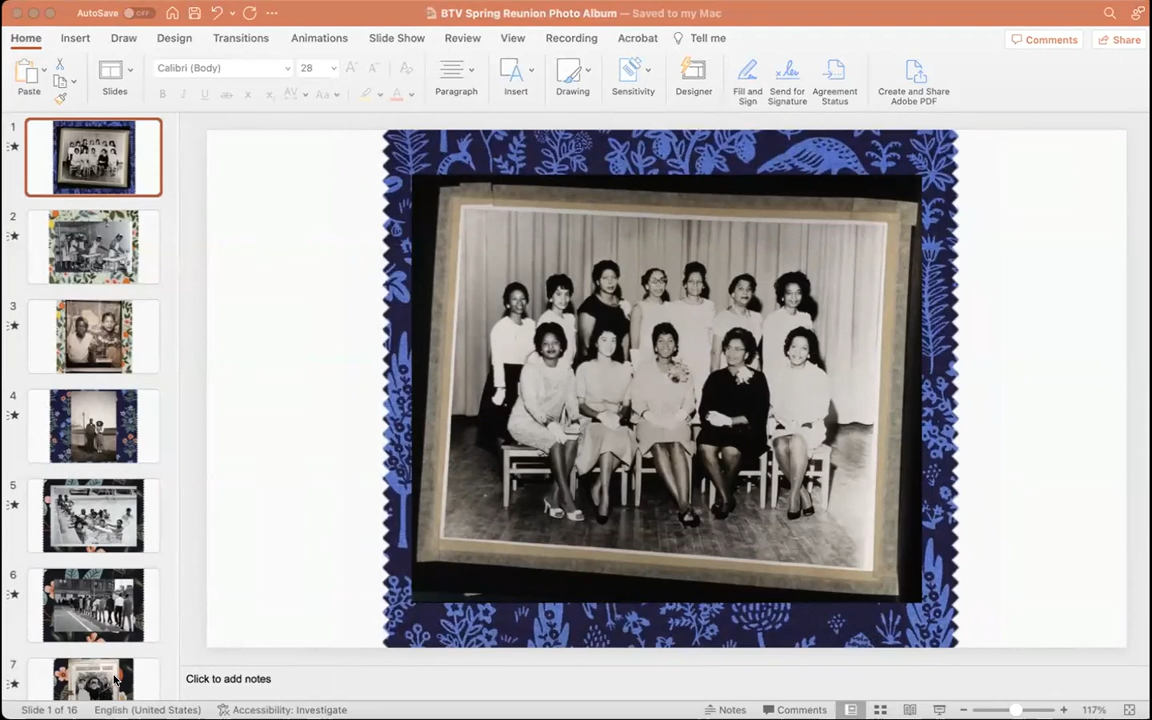 AutoSave OFF
BTV Spring Reunion Photo Album — Saved to my Mac
Home Insert Draw Design Transitions Animations Slide Show Review View Recording Acrobat Tell me
Comments Share
Calibri (Body) 28
Paste Slides Paragraph Insert Drawing Sensitivity Designer Fill and Sign Send for Signature Agreement Status Create and Share Adobe PDF
1
2
3
4
5
6
7
Click to add notes
Slide 1 of 16 English (United States) Accessibility: Investigate Notes Comments 117%